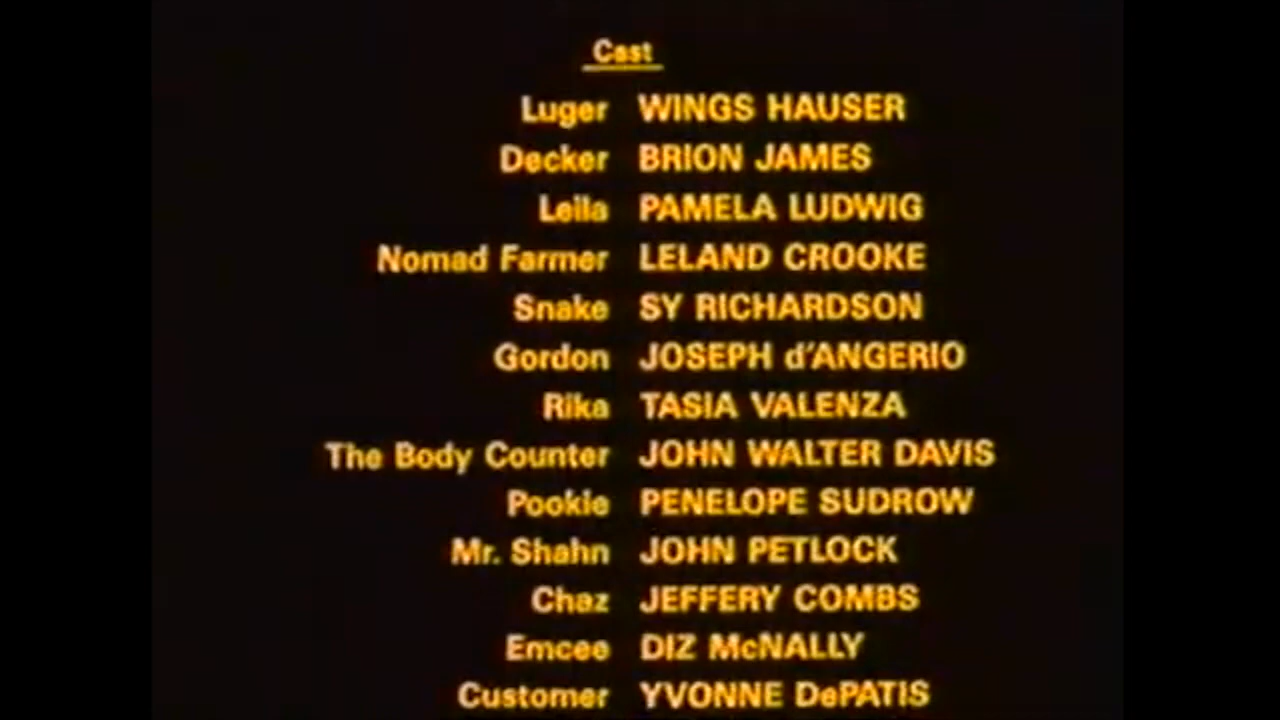 Cast
Luger WINGS HAUSER
Decker BRION JAMES
Leila PAMELA LUDWIG
Nomad Farmer LELAND CROOKE
Snake SY RICHARDSON
Gordon JOSEPH d'ANGERIO
Rika TASIA VALENZA
The Body Counter JOHN WALTER DAVIS
Pookie PENELOPE SUDROW
Mr. Shahn JOHN PETLOCK
Chaz JEFFERY COMBS
Emcee DIZ McNALLY
Customer YVONNE DePATIS